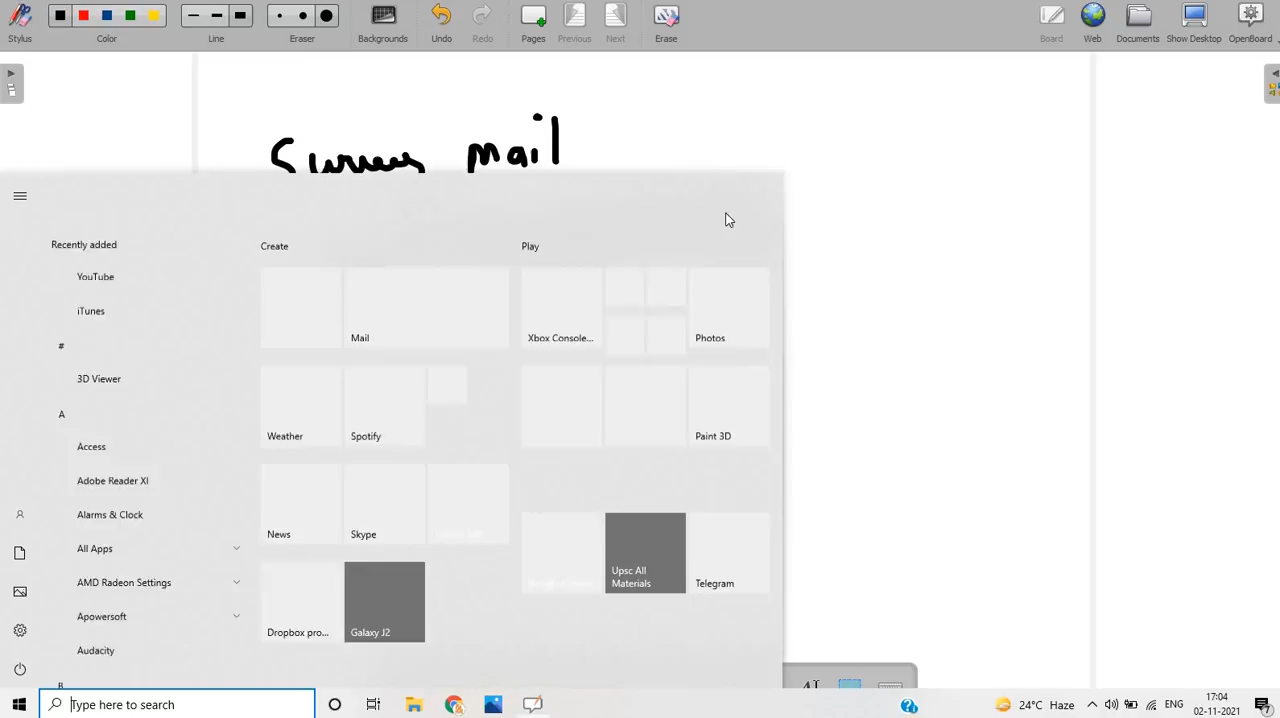 Stylus
Color
Line
Eraser
Backgrounds
Undo
Redo
Pages
Previous
Next
Erase
Board
Web
Documents
Show Desktop
OpenBoard
Mail
Recently added
YouTube
iTunes
#
3D Viewer
A
Access
Adobe Reader XI
Alarms & Clock
All Apps
AMD Radeon Settings
Apowersoft
Audacity
B
Create
Mail
Weather
Spotify
News
Skype
Dropbox pro...
Galaxy J2
Play
Xbox Console...
Photos
Paint 3D
Upsc All
Materials
Telegram
AI
Type here to search
24°C Haze
ENG
17:04
02-11-2021
7